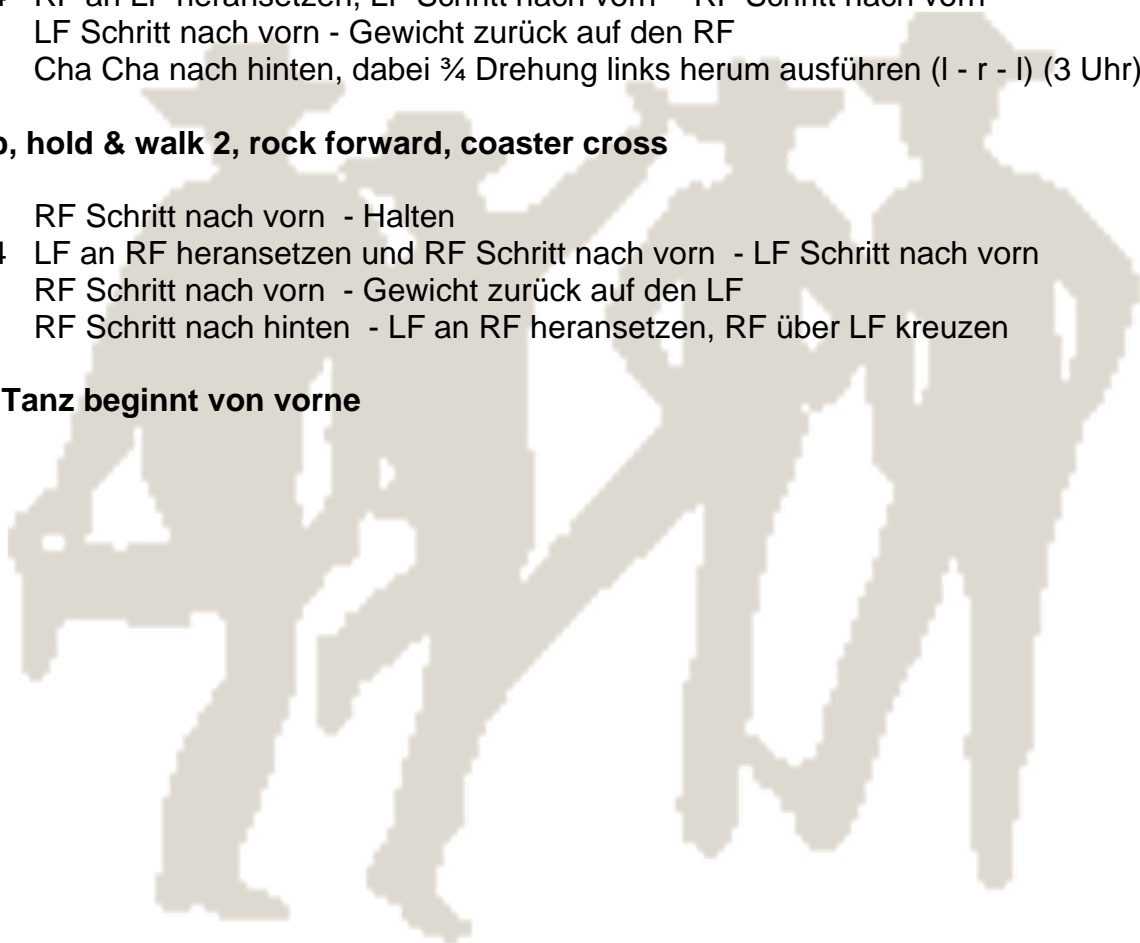 4 RF an LF heransetzen, LF Schritt nach vorn - RF Schritt nach vorn
LF Schritt nach vorn - Gewicht zurück auf den RF
Cha Cha nach hinten, dabei ¾ Drehung links herum ausführen (l - r - l) (3 Uhr)
, hold & walk 2, rock forward, coaster cross
RF Schritt nach vorn - Halten
4 LF an RF heransetzen und RF Schritt nach vorn - LF Schritt nach vorn
RF Schritt nach vorn - Gewicht zurück auf den LF
RF Schritt nach hinten - LF an RF heransetzen, RF über LF kreuzen
Tanz beginnt von vorne